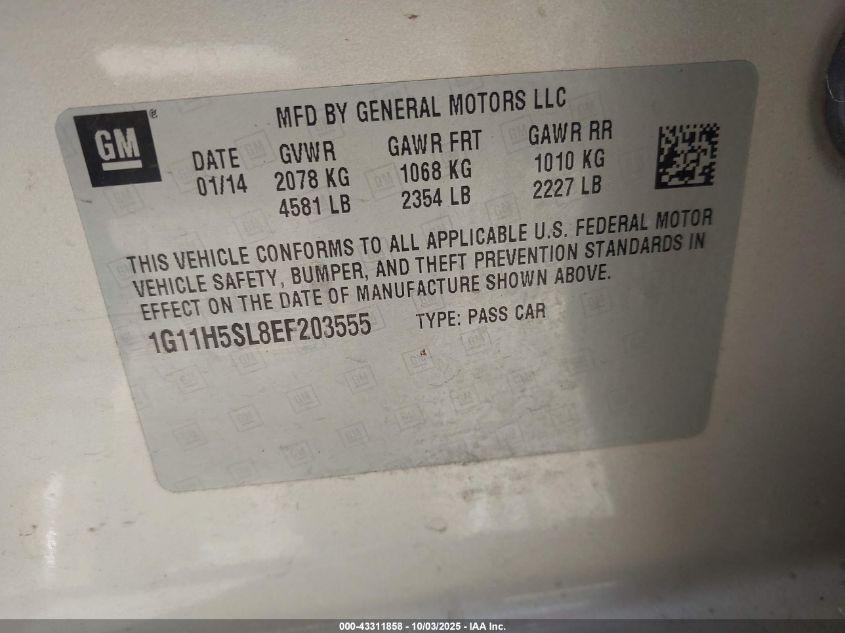 GM®
MFD BY GENERAL MOTORS LLC
DATE GVWR GAWR FRT GAWR RR
01/14 2078 KG 1068 KG 1010 KG
4581 LB 2354 LB 2227 LB
THIS VEHICLE CONFORMS TO ALL APPLICABLE U.S. FEDERAL MOTOR
VEHICLE SAFETY, BUMPER, AND THEFT PREVENTION STANDARDS IN
EFFECT ON THE DATE OF MANUFACTURE SHOWN ABOVE.
1G11H5SL8EF203555 TYPE: PASS CAR
000-43311858 - 10/03/2025 - IAA Inc.